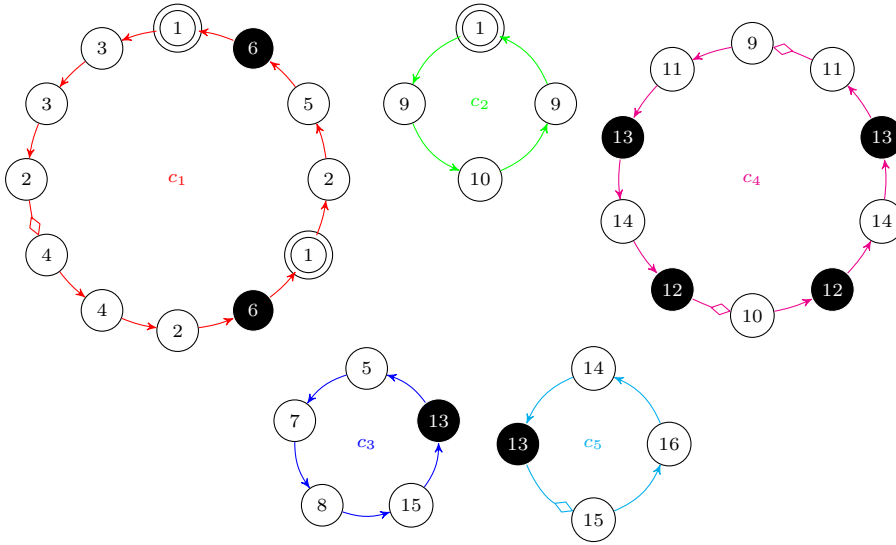 1 6 5 2 1 6 2 4 4 2 3 3 c₁
1 9 10 9 c₂
9 11 13 14 12 10 12 14 13 11 c₄
5 7 8 15 13 c₃
14 13 15 16 c₅